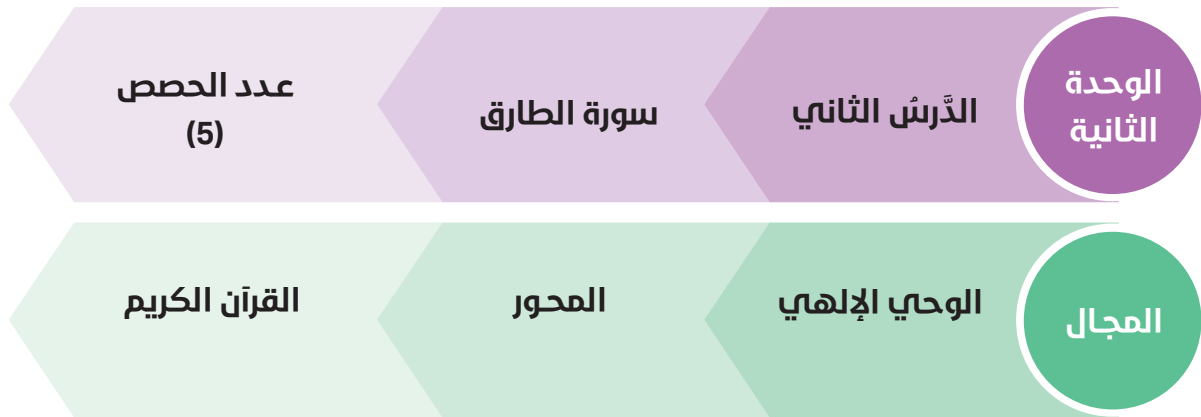 الوحدة
الثانية
الدَّرسُ الثاني
سورة الطارق
عدد الحصص
(5)
المجال
الوحي الإلهي
المحور
القرآن الكريم